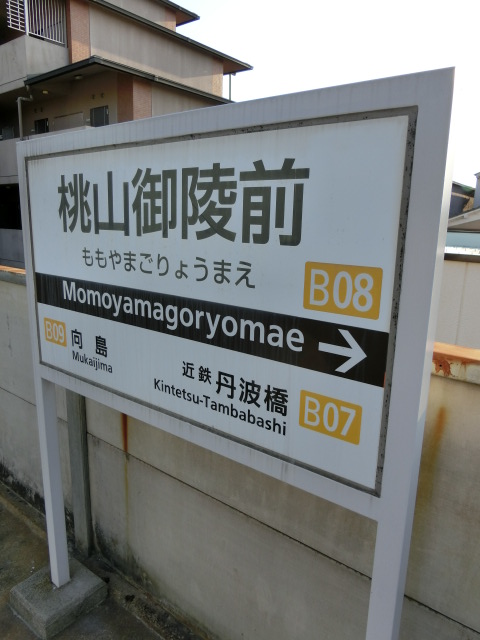 桃山御陵前
ももやまごりょうまえ
B08
Momoyamagoryomae
B09 向島
Mukaijima
近鉄丹波橋
Kintetsu-Tambabashi
B07